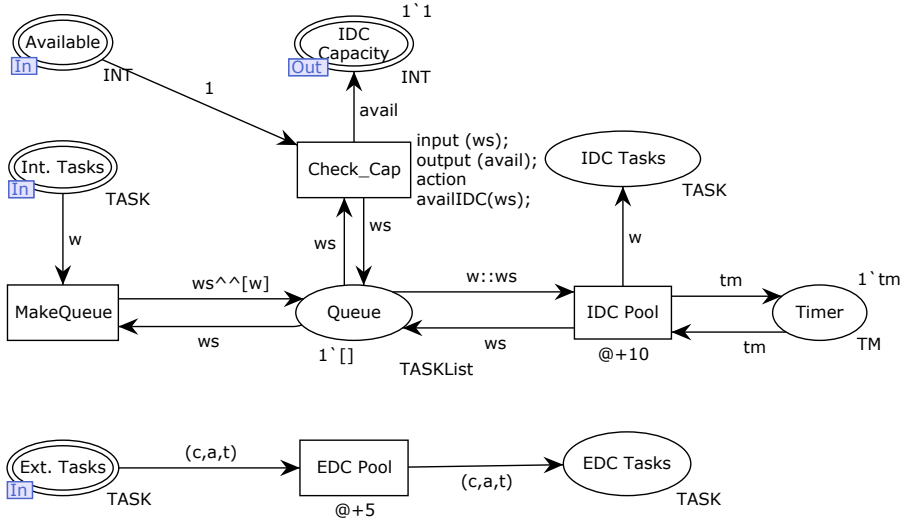 1`1
Available
IDC
Capacity
In
Out
INT
INT
1
avail
input (ws);
output (avail);
action
availIDC(ws);
Check_Cap
IDC Tasks
Int. Tasks
In
TASK
TASK
w
ws
ws
w
ws^^[w]
w::ws
tm
1`tm
MakeQueue
Queue
IDC Pool
Timer
ws
ws
tm
TM
1`[]
@+10
TASKList
Ext. Tasks
In
TASK
(c,a,t)
EDC Pool
@+5
(c,a,t)
EDC Tasks
TASK